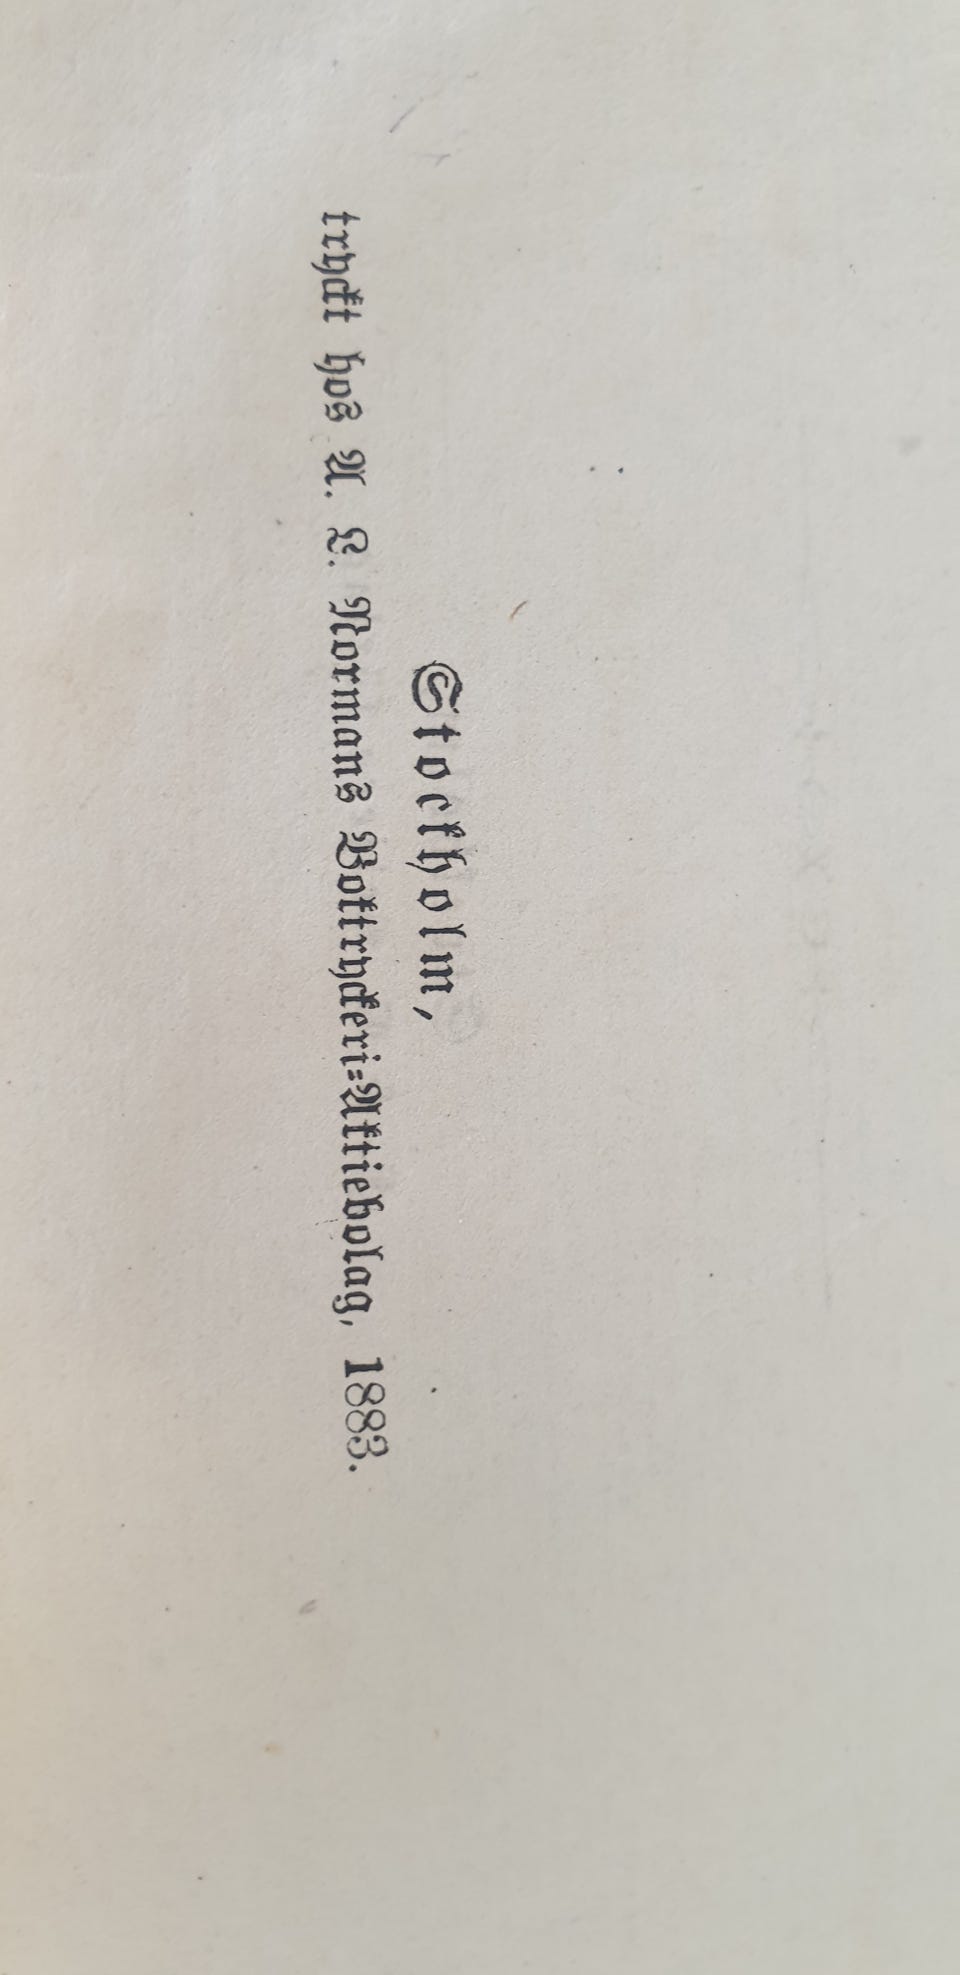 Stockholm,
tryckt hos A. L. Normans Boktryckeri-Aktiebolag, 1883.